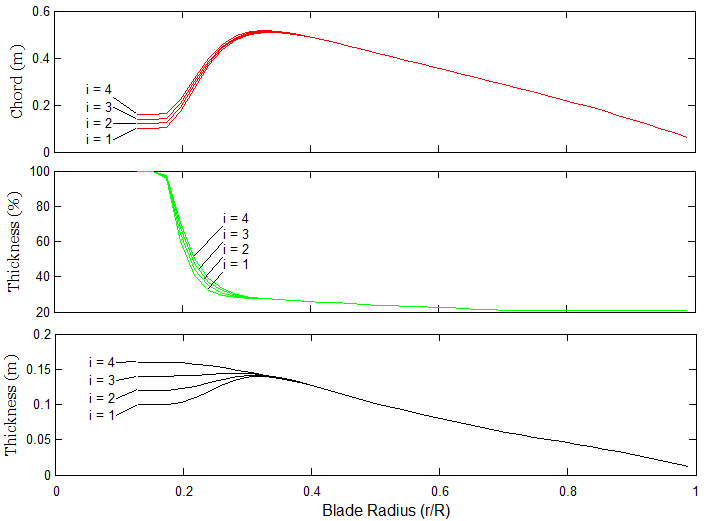 0.6
0.4
0.2
0
Chord (m)
i = 4
i = 3
i = 2
i = 1
100
80
60
40
20
Thickness (%)
i = 4
i = 3
i = 2
i = 1
0.2
0.15
0.1
0.05
0
Thickness (m)
i = 4
i = 3
i = 2
i = 1
0 0.2 0.4 0.6 0.8 1
Blade Radius (r/R)